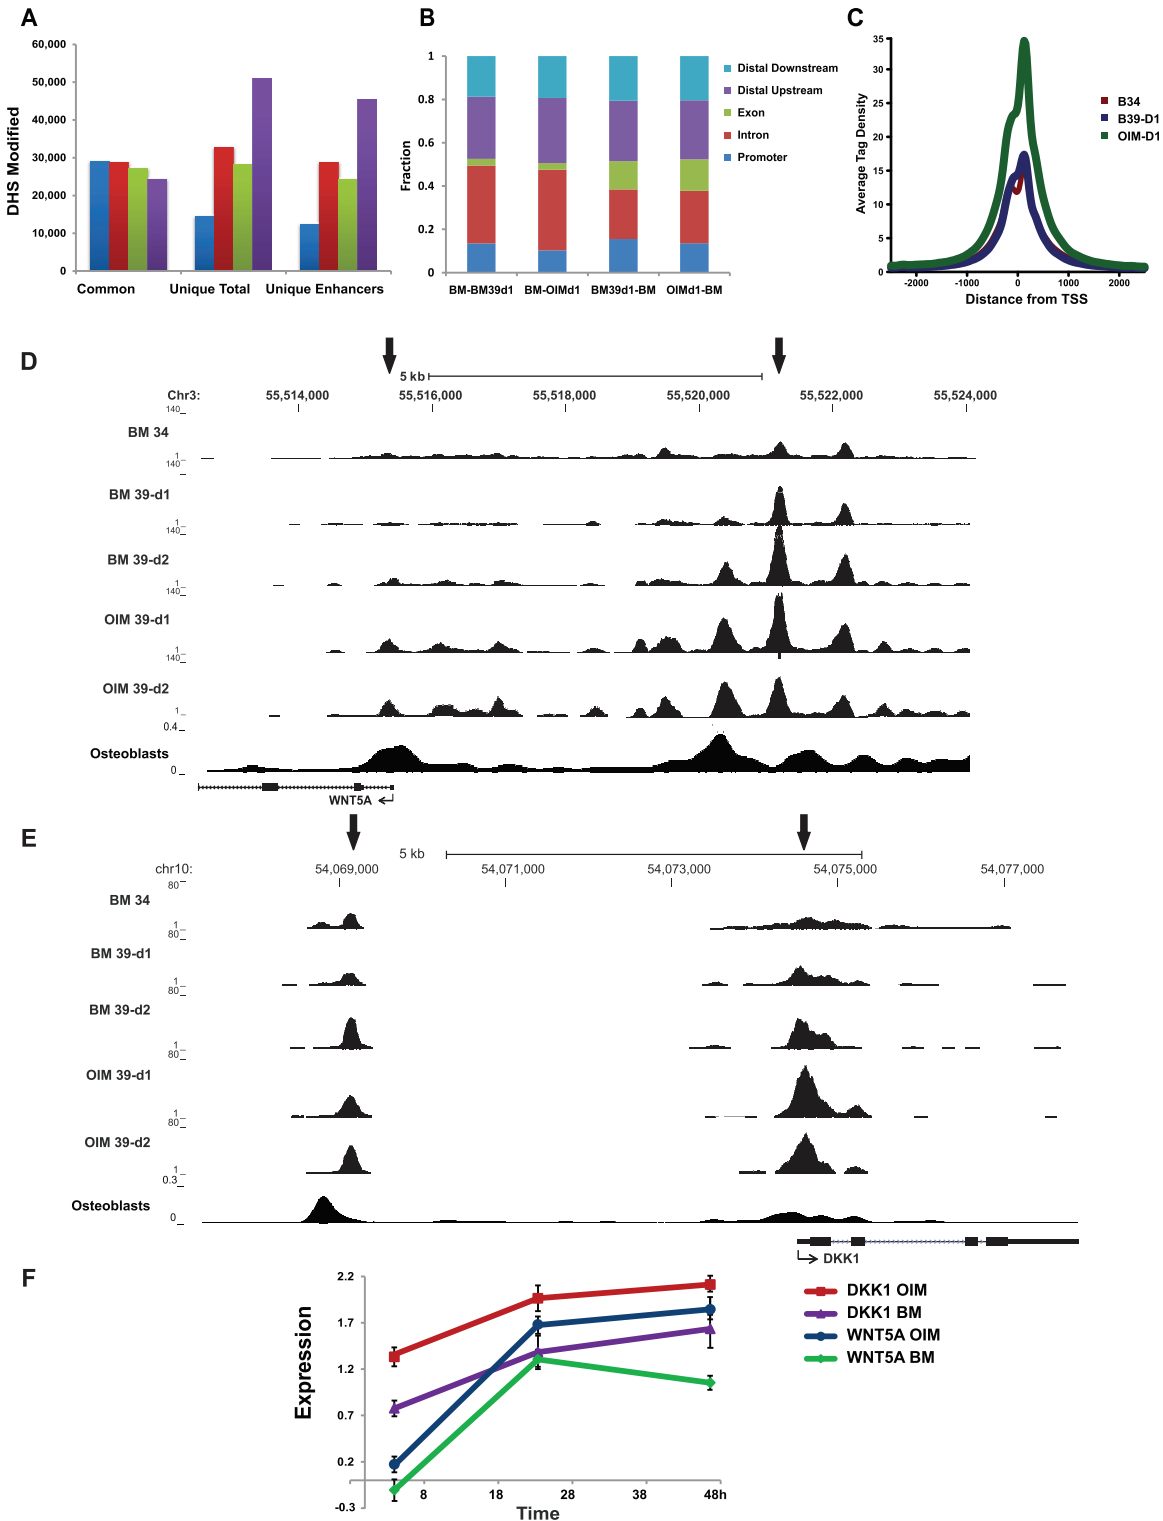 A
60,000
50,000
40,000
30,000
20,000
10,000
0
DHS Modified
Common
Unique Total
Unique Enhancers
B
1
0.8
0.6
0.4
0.2
0
Fraction
BM-BM39d1
BM-OIMd1
BM39d1-BM
OIMd1-BM
Distal Downstream
Distal Upstream
Exon
Intron
Promoter
C
35
30
25
20
15
10
5
0
Average Tag Density
-2000
-1000
0
1000
2000
Distance from TSS
B34
B39-D1
OIM-D1
D
5 kb
Chr3:
55,514,000
55,516,000
55,518,000
55,520,000
55,522,000
55,524,000
140
BM 34
1
140
BM 39-d1
1
140
BM 39-d2
1
140
OIM 39-d1
1
140
OIM 39-d2
1
0.4
Osteoblasts
0
WNT5A
E
5 kb
chr10:
54,069,000
54,071,000
54,073,000
54,075,000
54,077,000
80
BM 34
1
80
BM 39-d1
1
80
BM 39-d2
1
80
OIM 39-d1
1
80
OIM 39-d2
1
0.3
Osteoblasts
0
DKK1
F
2.2
1.7
1.2
0.7
0.2
-0.3
Expression
8
18
28
38
48h
Time
DKK1 OIM
DKK1 BM
WNT5A OIM
WNT5A BM